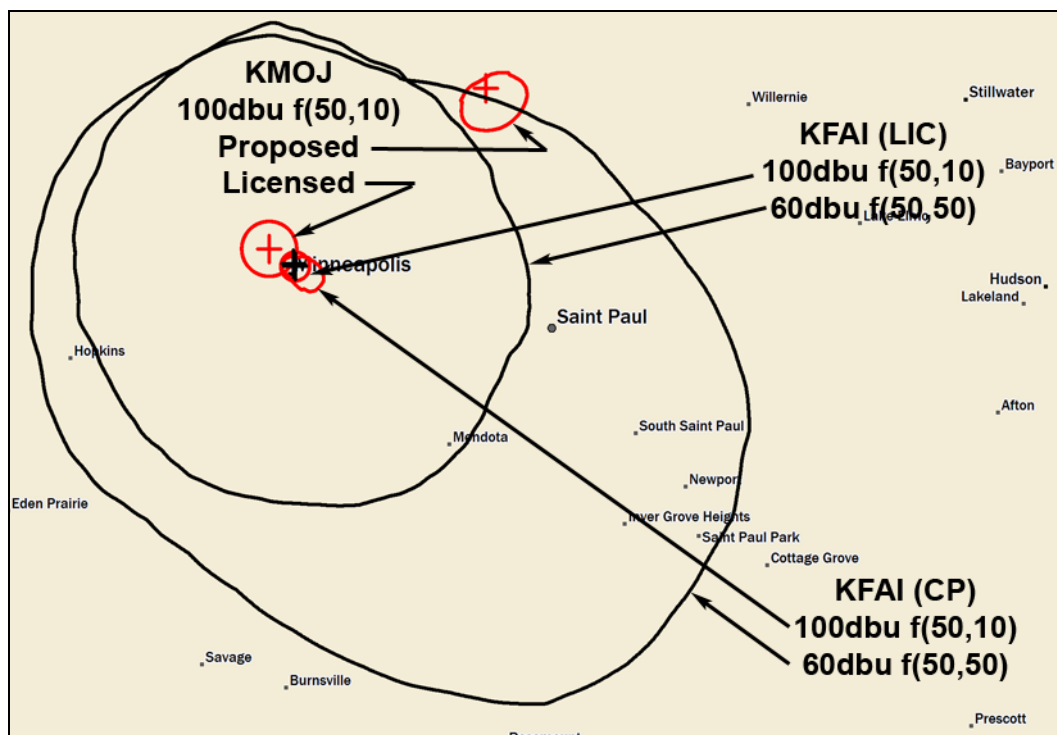 KMOJ
100dbu f(50,10)
Proposed
Licensed
Willernie
Stillwater
KFAI (LIC)
100dbu f(50,10)
60dbu f(50,50)
Bayport
Lake Elmo
Minneapolis
Hudson
Lakeland
Saint Paul
Hopkins
Afton
South Saint Paul
Mendota
Newport
Eden Prairie
Inver Grove Heights
Saint Paul Park
Cottage Grove
KFAI (CP)
100dbu f(50,10)
60dbu f(50,50)
Savage
Burnsville
Prescott